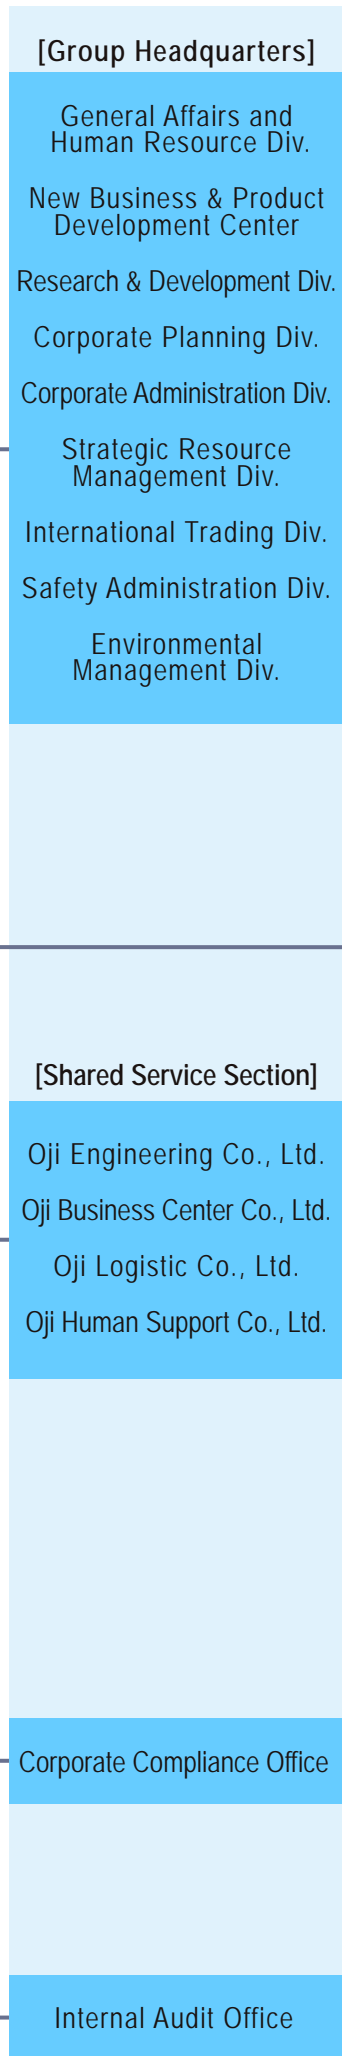 [Group Headquarters]
General Affairs and
Human Resource Div.
New Business & Product
Development Center
Research & Development Div.
Corporate Planning Div.
Corporate Administration Div.
Strategic Resource
Management Div.
International Trading Div.
Safety Administration Div.
Environmental
Management Div.
[Shared Service Section]
Oji Engineering Co., Ltd.
Oji Business Center Co., Ltd.
Oji Logistic Co., Ltd.
Oji Human Support Co., Ltd.
Corporate Compliance Office
Internal Audit Office